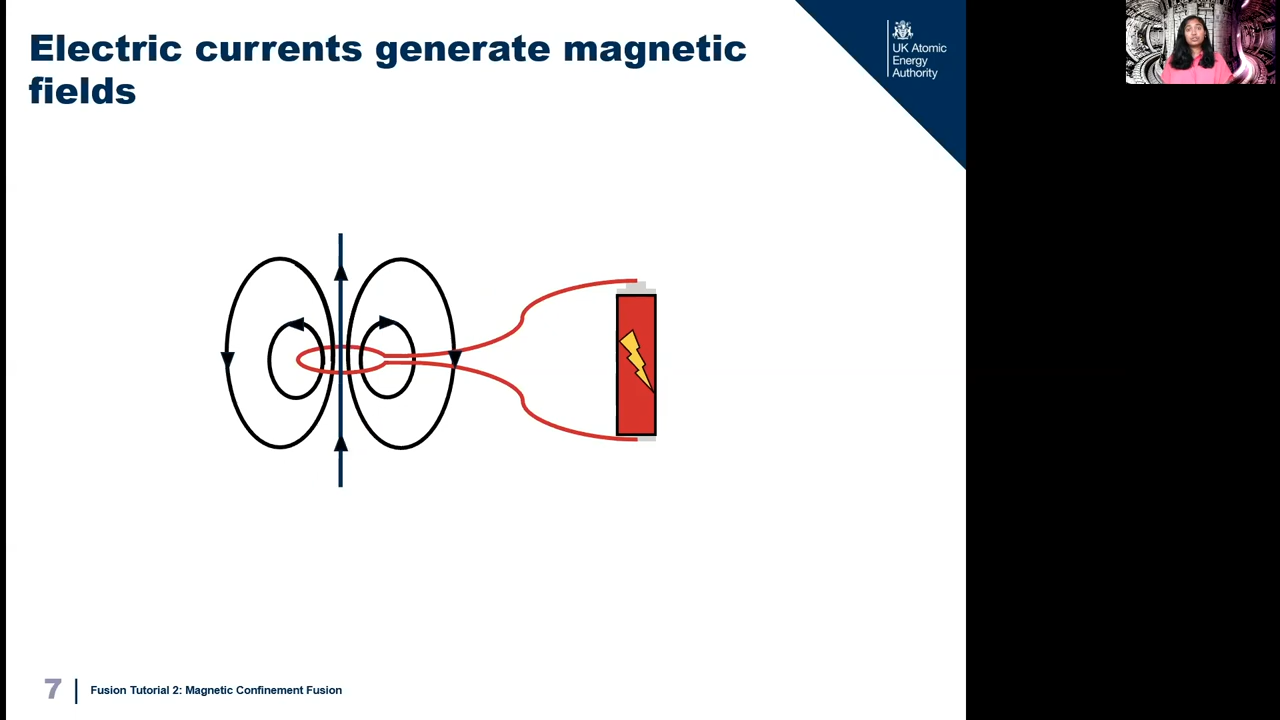 Electric currents generate magnetic
fields
UK Atomic
Energy
Authority
7
Fusion Tutorial 2: Magnetic Confinement Fusion